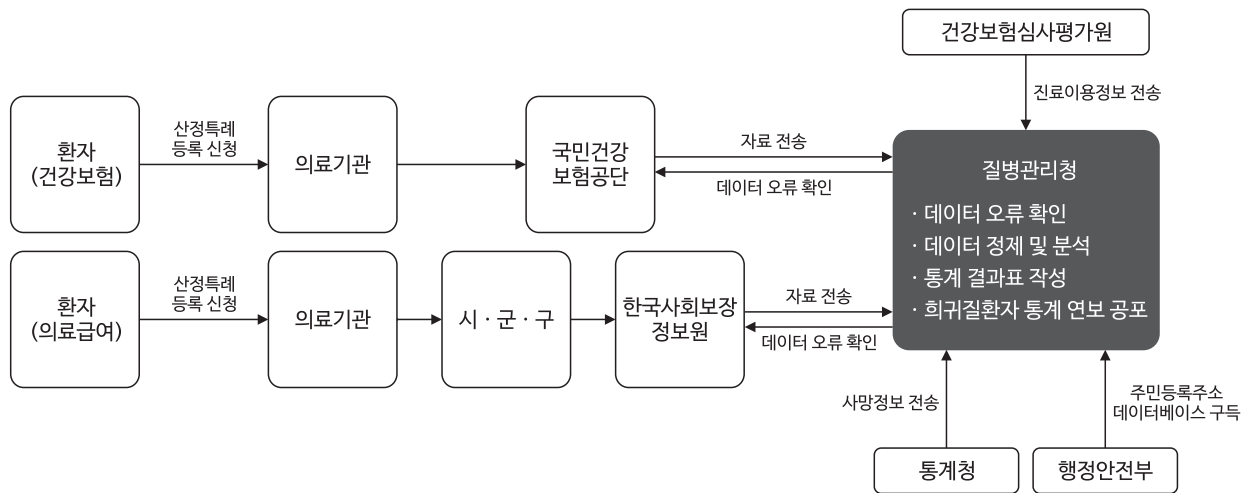 건강보험심사평가원
진료이용정보 전송
환자
(건강보험)
산정특례
등록 신청
의료기관
국민건강
보험공단
자료 전송
데이터 오류 확인
질병관리청
· 데이터 오류 확인
· 데이터 정제 및 분석
· 통계 결과표 작성
· 희귀질환자 통계 연보 공포
환자
(의료급여)
산정특례
등록 신청
의료기관
시 · 군 · 구
한국사회보장
정보원
자료 전송
데이터 오류 확인
사망정보 전송
주민등록주소
데이터베이스 구득
통계청
행정안전부